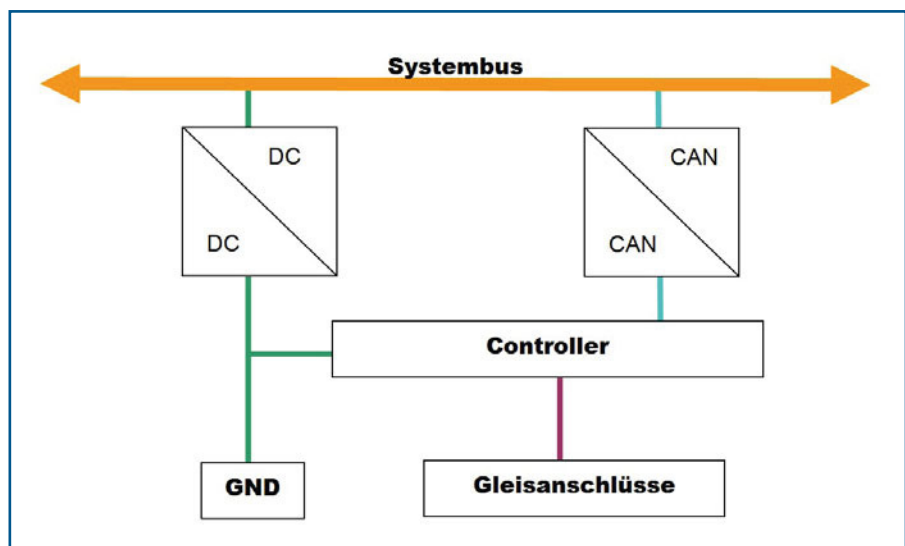 Systembus
DC
DC
CAN
CAN
Controller
GND
Gleisanschlüsse